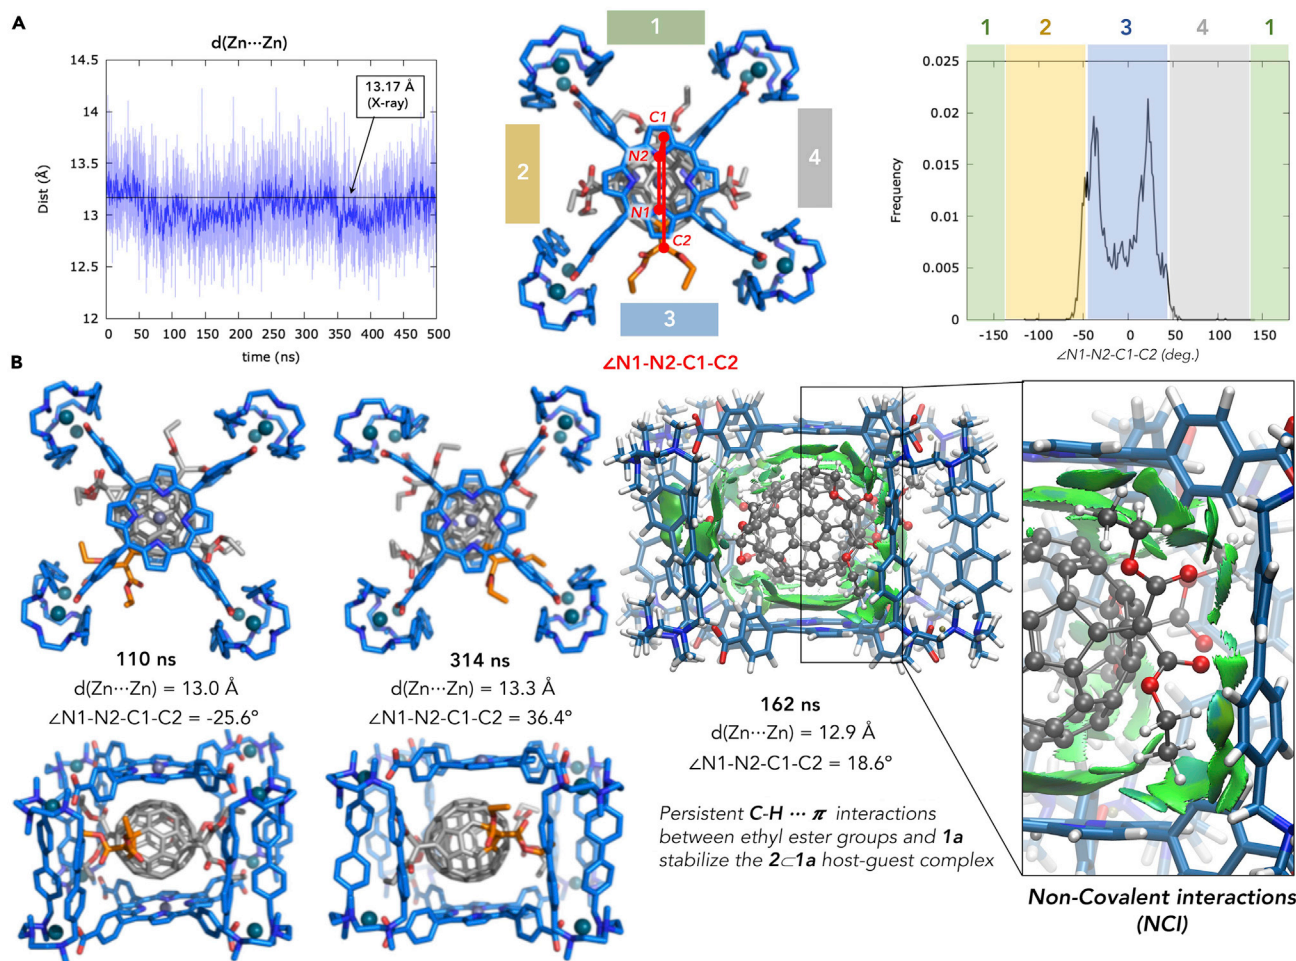 A
d(Zn···Zn)
14.5
14
13.5
13
12.5
12
Dist (Å)
13.17 Å
(X-ray)
0 50 100 150 200 250 300 350 400 450 500
time (ns)
1
2
3
4
C1
N2
N1
C2
∠N1-N2-C1-C2
1 2 3 4 1
0.025
0.02
0.015
0.01
0.005
0
Frequency
-150 -100 -50 0 50 100 150
∠N1-N2-C1-C2 (deg.)
B
110 ns
d(Zn···Zn) = 13.0 Å
∠N1-N2-C1-C2 = -25.6°
314 ns
d(Zn···Zn) = 13.3 Å
∠N1-N2-C1-C2 = 36.4°
162 ns
d(Zn···Zn) = 12.9 Å
∠N1-N2-C1-C2 = 18.6°
Persistent C-H ··· π interactions
between ethyl ester groups and 1a
stabilize the 2⊂1a host-guest complex
Non-Covalent interactions
(NCI)